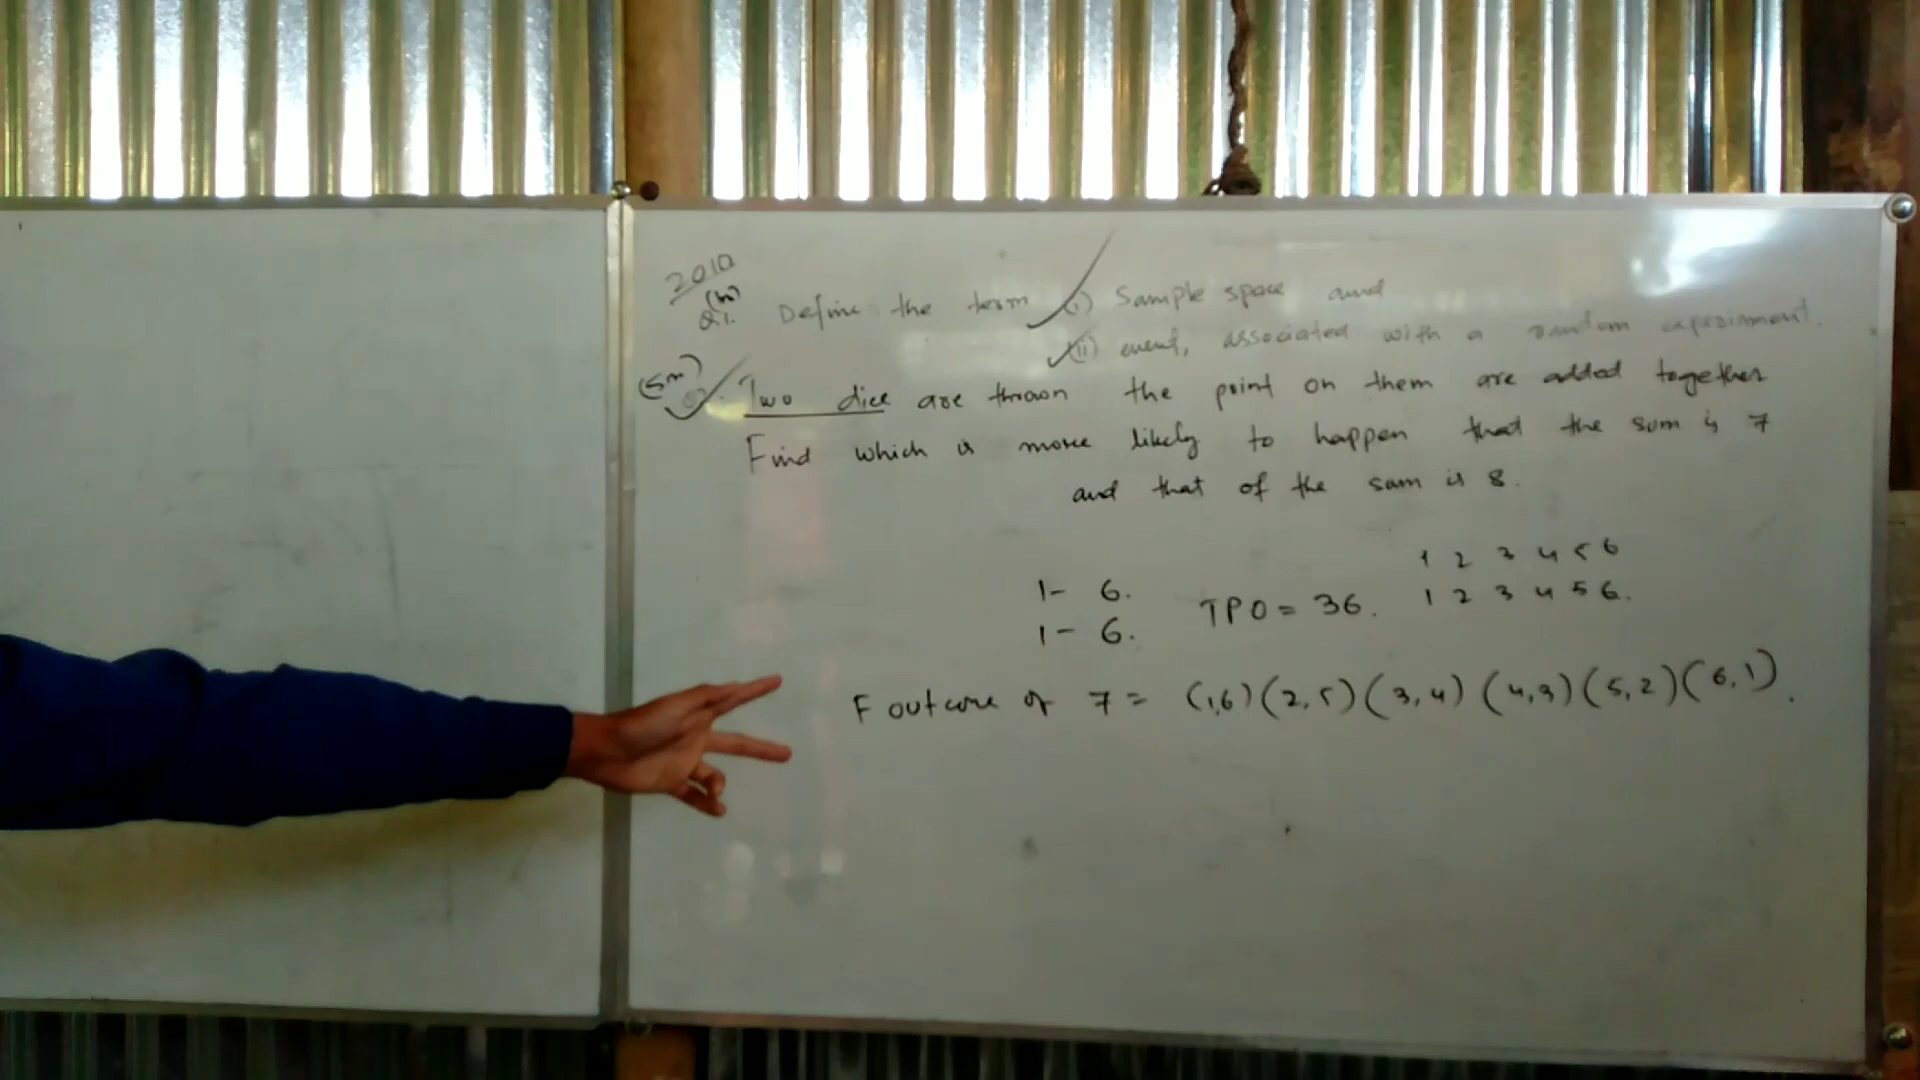 2010
(4)
Q1. Define the term (i) Sample space and
(ii) event, associated with a random expeiriment.
(5m) Two dice are thrown the point on them are added together
Find which is more likely to happen that the sum is 7
and that of the sum is 8.
1 2 3 4 5 6
1- 6. TPO = 36. 1 2 3 4 5 6.
1- 6.
F outcome of 7 = (1,6) (2,5) (3,4) (4,3) (5,2) (6,1).